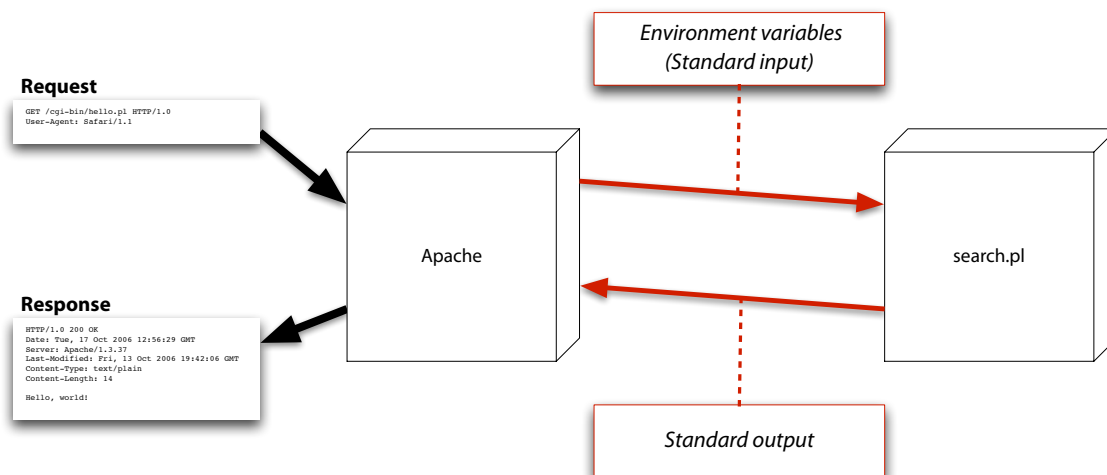 Environment variables
(Standard input)
Request
GET /cgi-bin/hello.pl HTTP/1.0
User-Agent: Safari/1.1
Apache
search.pl
Response
HTTP/1.0 200 OK
Date: Tue, 17 Oct 2006 12:56:29 GMT
Server: Apache/1.3.37
Last-Modified: Fri, 13 Oct 2006 19:42:06 GMT
Content-Type: text/plain
Content-Length: 14
Hello, world!
Standard output